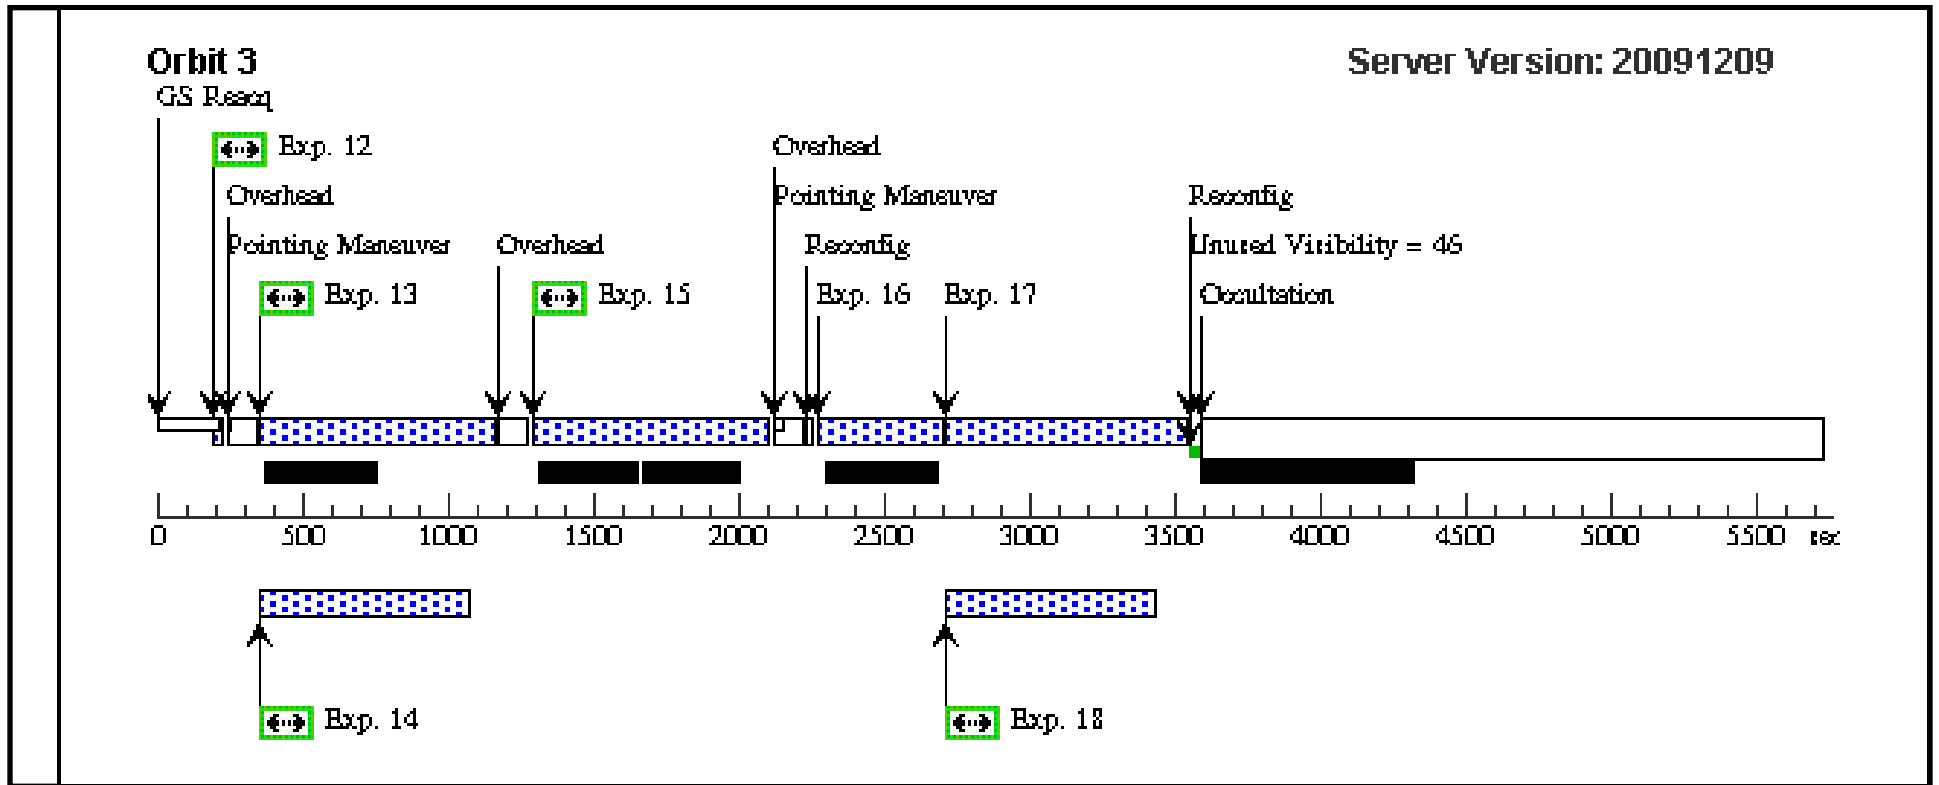 Orbit 3
Server Version: 20091209
GS Reacq
Exp. 12
Overhead
Overhead
Pointing Maneuver
Reconfig
Pointing Maneuver
Overhead
Reconfig
Unused Visibility = 46
Exp. 13
Exp. 15
Exp. 16
Exp. 17
Occultation
0 500 1000 1500 2000 2500 3000 3500 4000 4500 5000 5500 sec
Exp. 14
Exp. 18